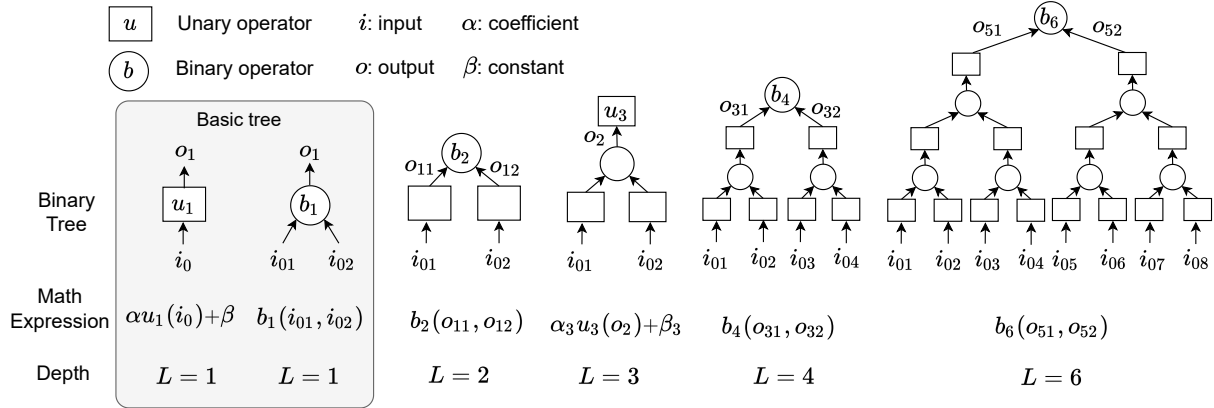 u Unary operator i: input α: coefficient
b Binary operator o: output β: constant
Basic tree
Binary Tree
o₁ u₁ i₀
o₁ b₁ i₀₁ i₀₂
b₂ o₁₁ o₁₂ i₀₁ i₀₂
u₃ o₂ i₀₁ i₀₂
b₄ o₃₁ o₃₂ i₀₁ i₀₂ i₀₃ i₀₄
b₆ o₅₁ o₅₂ i₀₁ i₀₂ i₀₃ i₀₄ i₀₅ i₀₆ i₀₇ i₀₈
Math Expression
αu₁(i₀)+β b₁(i₀₁, i₀₂) b₂(o₁₁, o₁₂) α₃u₃(o₂)+β₃ b₄(o₃₁, o₃₂) b₆(o₅₁, o₅₂)
Depth L = 1 L = 1 L = 2 L = 3 L = 4 L = 6